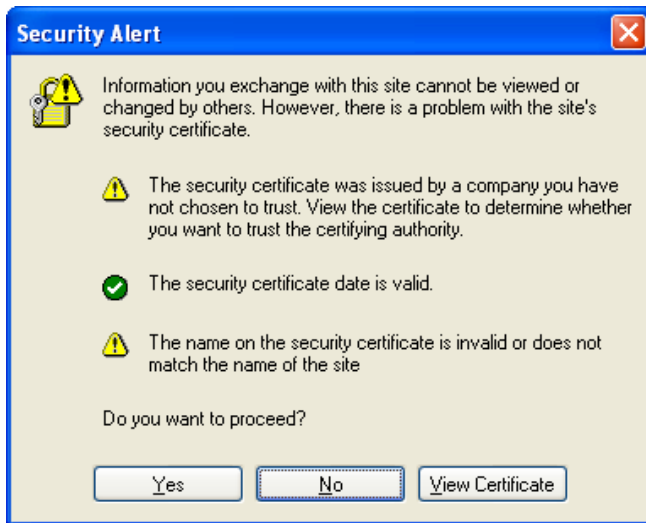 Security Alert
Information you exchange with this site cannot be viewed or
changed by others. However, there is a problem with the site's
security certificate.
The security certificate was issued by a company you have
not chosen to trust. View the certificate to determine whether
you want to trust the certifying authority.
The security certificate date is valid.
The name on the security certificate is invalid or does not
match the name of the site
Do you want to proceed?
Yes No View Certificate